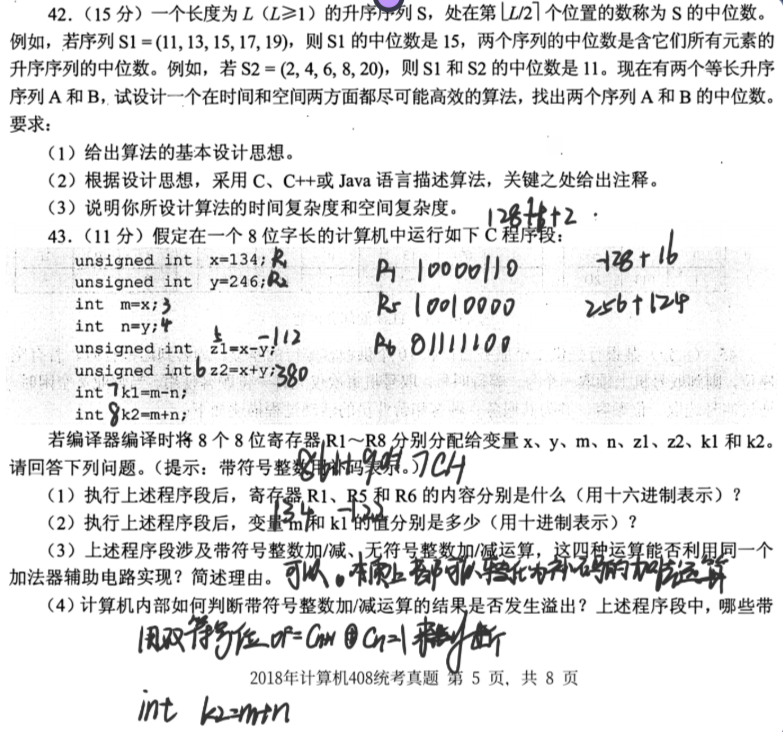 42.（15 分）一个长度为 L（L≥1）的升序序列 S，处在第⌊L/2⌉个位置的数称为 S 的中位数。
例如，若序列 S1＝(11, 13, 15, 17, 19)，则 S1 的中位数是 15，两个序列的中位数是含它们所有元素的
升序序列的中位数。例如，若 S2＝(2, 4, 6, 8, 20)，则 S1 和 S2 的中位数是 11。现在有两个等长升序
序列 A 和 B，试设计一个在时间和空间两方面都尽可能高效的算法，找出两个序列 A 和 B 的中位数。
要求：
（1）给出算法的基本设计思想。
（2）根据设计思想，采用 C、C++或 Java 语言描述算法，关键之处给出注释。
（3）说明你所设计算法的时间复杂度和空间复杂度。
43.（11 分）假定在一个 8 位字长的计算机中运行如下 C 程序段：
unsigned int x=134; R1
unsigned int y=246; R2
int m=x; 3
int n=y; 4
unsigned int z1=x-y; 5 -112
unsigned int z2=x+y; 6 380
int k1=m-n; 7
int k2=m+n; 8
10000110
R5 10010000
R6 01111100
-128+16
256+124
若编译器编译时将 8 个 8 位寄存器 R1～R8 分别分配给变量 x、y、m、n、z1、z2、k1 和 k2。
请回答下列问题。（提示：带符号整数用补码表示。）
86H 90H 7CH
（1）执行上述程序段后，寄存器 R1、R5 和 R6 的内容分别是什么（用十六进制表示）？
（2）执行上述程序段后，变量 m 和 k1 的值分别是多少（用十进制表示）？
（3）上述程序段涉及带符号整数加/减、无符号整数加/减运算，这四种运算能否利用同一个
加法器辅助电路实现？简述理由。可以。本质上都可以转化为补码的加法运算
（4）计算机内部如何判断带符号整数加/减运算的结果是否发生溢出？上述程序段中，哪些带
用双符号位 OF= ⊕Cn=1 来判断
2018年计算机408统考真题 第 5 页，共 8 页
int k2=m+n